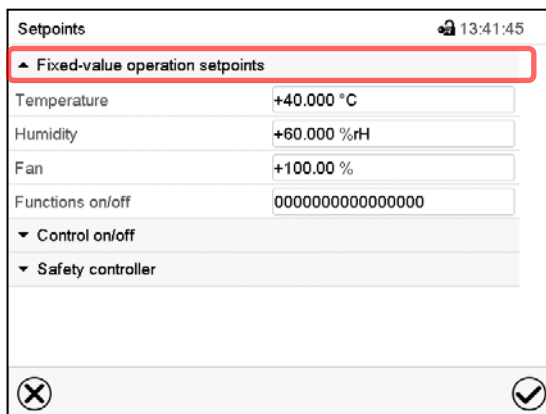 Setpoints 13:41:45
Fixed-value operation setpoints
Temperature +40.000 °C
Humidity +60.000 %rH
Fan +100.00 %
Functions on/off 0000000000000000
Control on/off
Safety controller